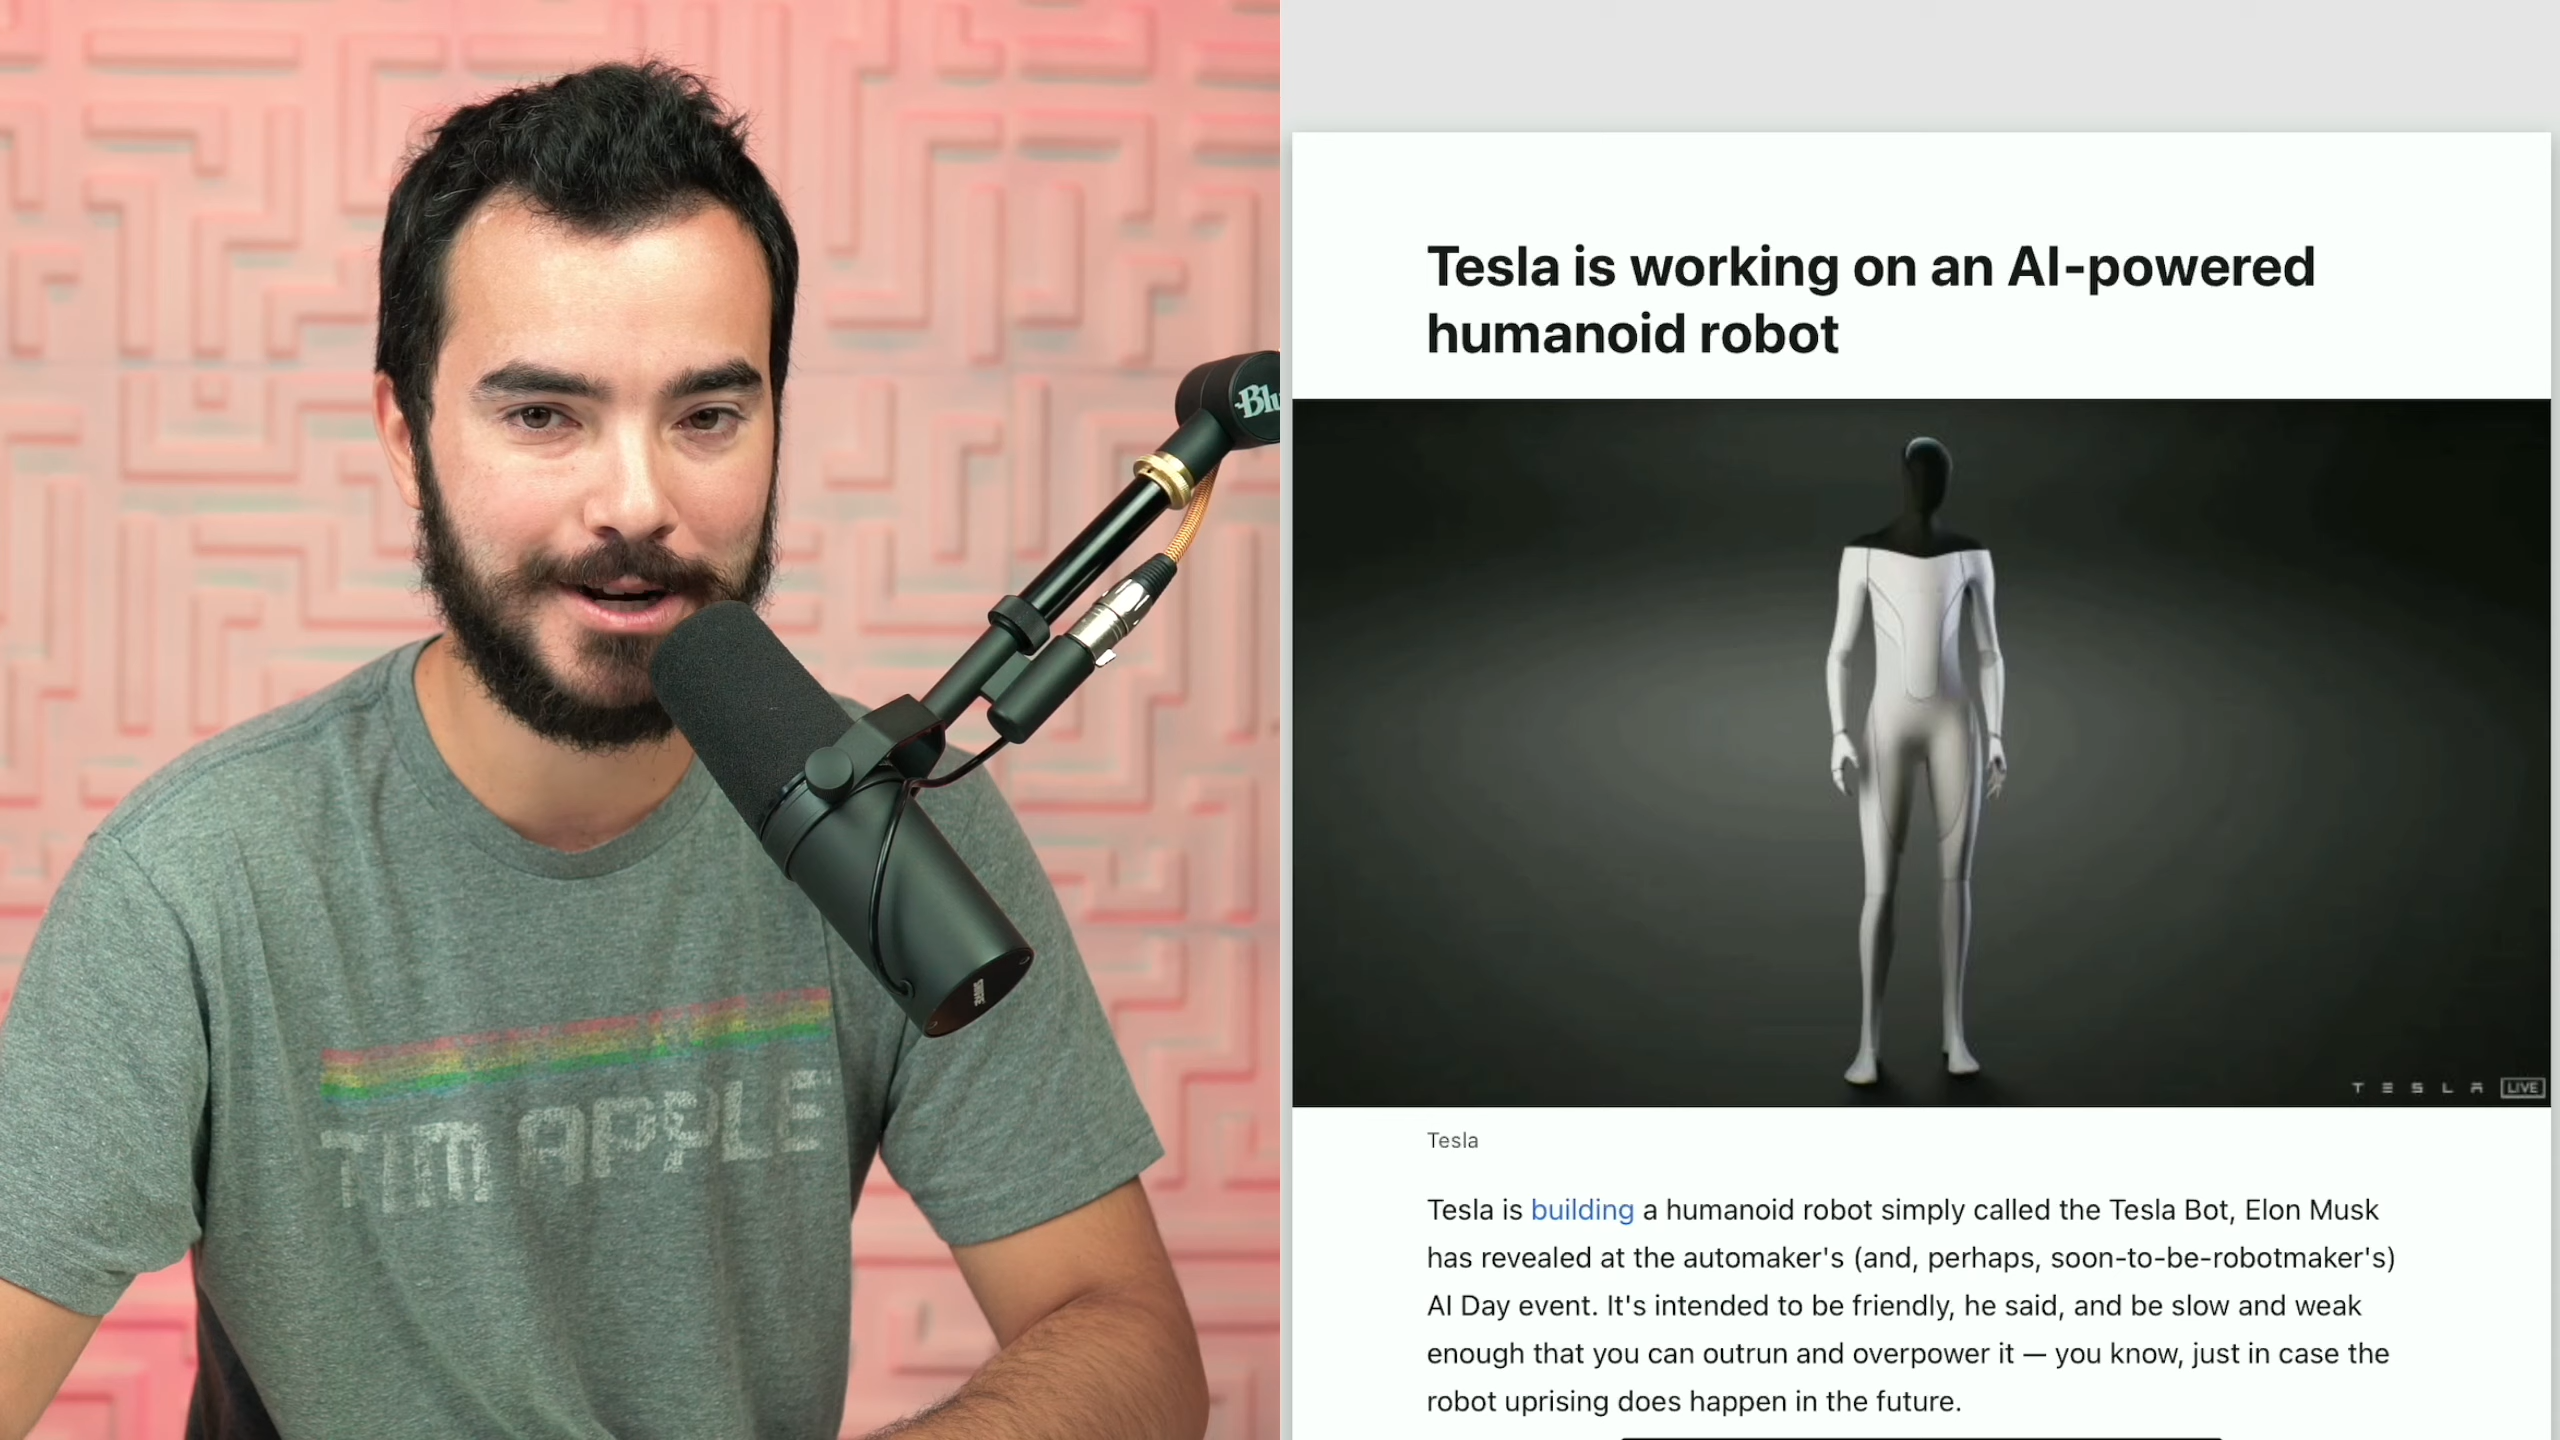 Blu
SHURE
TIM APPLE
Tesla is working on an AI-powered
humanoid robot
TESLA LIVE
Tesla
Tesla is building a humanoid robot simply called the Tesla Bot, Elon Musk
has revealed at the automaker's (and, perhaps, soon-to-be-robotmaker's)
AI Day event. It's intended to be friendly, he said, and be slow and weak
enough that you can outrun and overpower it — you know, just in case the
robot uprising does happen in the future.